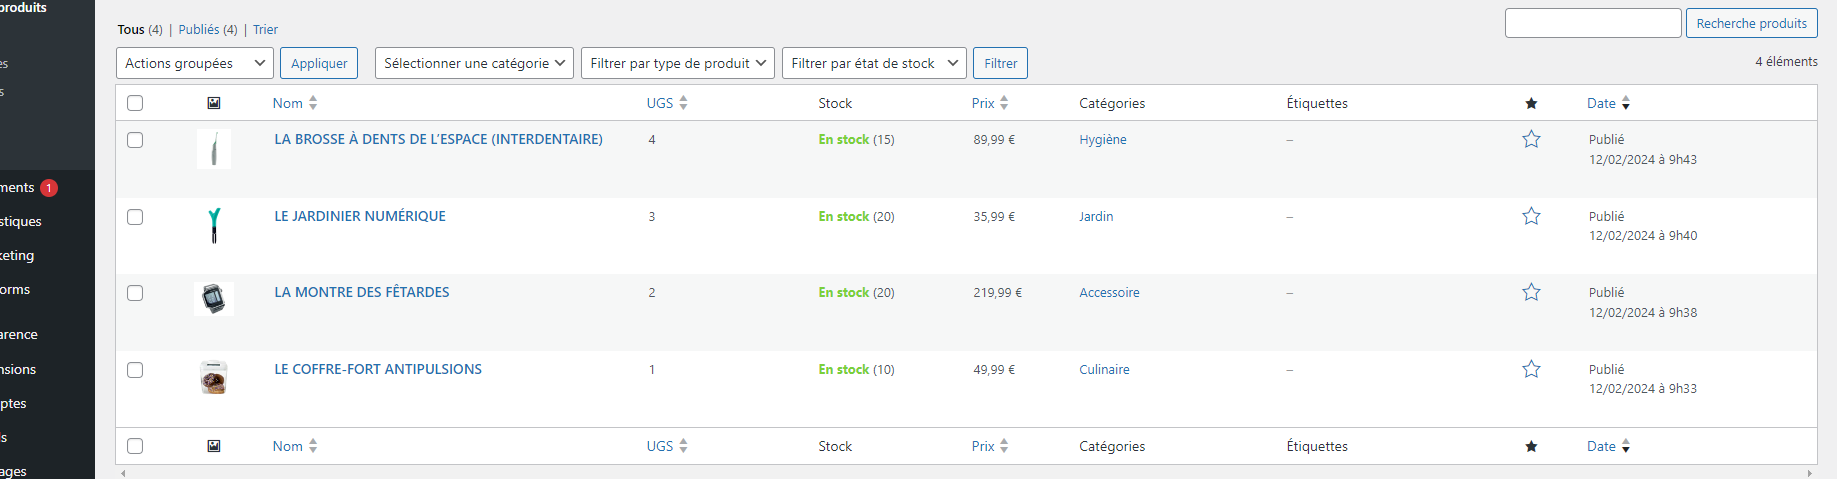 produits
Tous (4) | Publiés (4) | Trier
Recherche produits
Actions groupées Appliquer Sélectionner une catégorie Filtrer par type de produit Filtrer par état de stock Filtrer 4 éléments
Nom UGS Stock Prix Catégories Étiquettes Date
LA BROSSE À DENTS DE L’ESPACE (INTERDENTAIRE) 4 En stock (15) 89,99 € Hygiène – Publié
12/02/2024 à 9h43
ments 1
LE JARDINIER NUMÉRIQUE 3 En stock (20) 35,99 € Jardin – Publié
stiques
12/02/2024 à 9h40
keting
orms
LA MONTRE DES FÊTARDES 2 En stock (20) 219,99 € Accessoire – Publié
12/02/2024 à 9h38
arence
nsions
LE COFFRE-FORT ANTIPULSIONS 1 En stock (10) 49,99 € Culinaire – Publié
12/02/2024 à 9h33
ptes
Nom UGS Stock Prix Catégories Étiquettes Date
ages